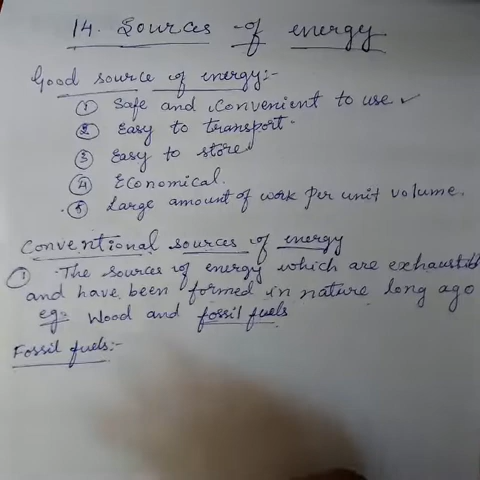 14. Sources of energy
Good source of energy:-
① Safe and convenient to use ✓
② Easy to transport.
③ Easy to store
④ Economical.
⑤ Large amount of work per unit volume.
Conventional sources of energy
① The sources of energy which are exhaustible
and have been formed in nature long ago
eg:- Wood and fossil fuels
Fossil fuels:-